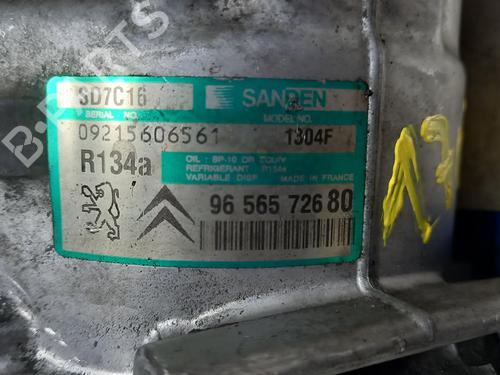 SD7C16 SANDEN
SERIAL NO. MODEL NO.
09215606561 1304F
R134a
OIL : SP-10 OR EQUIV
REFRIGERANT : R134a
VARIABLE DISP. MADE IN FRANCE
96 565 726 80
B-PARTS